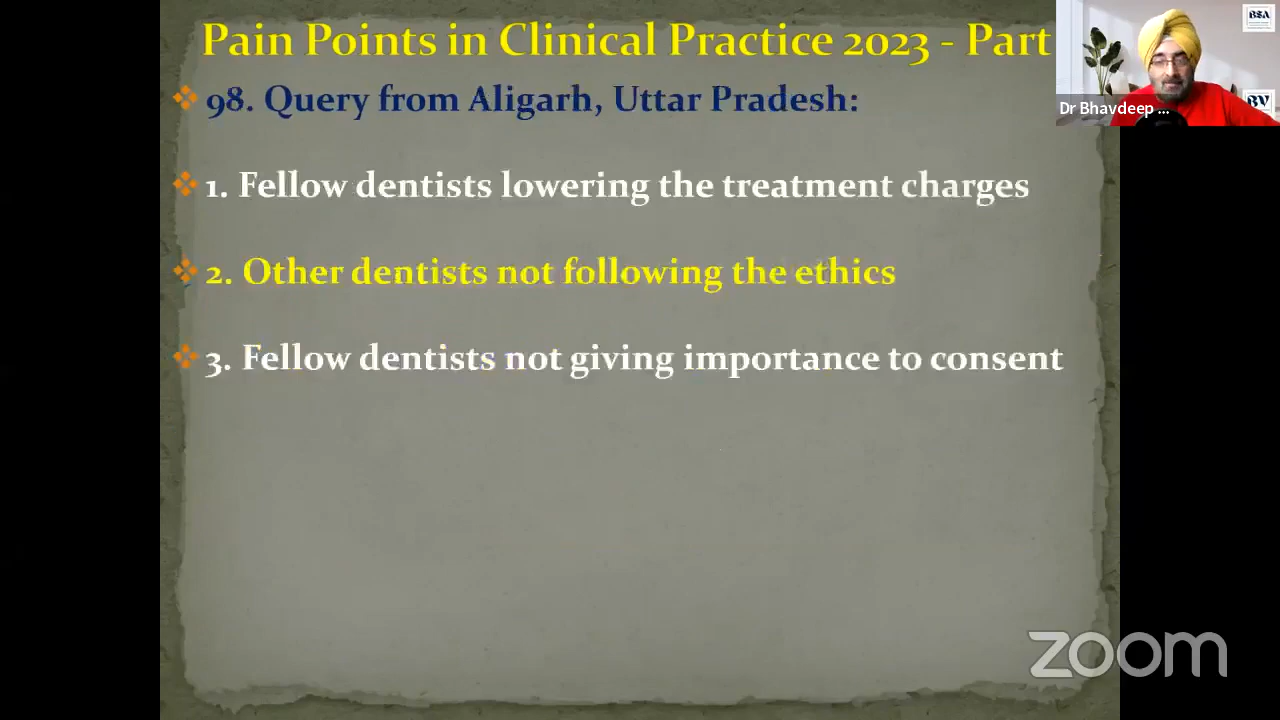 Pain Points in Clinical Practice 2023 - Part
98. Query from Aligarh, Uttar Pradesh:
1. Fellow dentists lowering the treatment charges
2. Other dentists not following the ethics
3. Fellow dentists not giving importance to consent
Dr Bhavdeep ...
BSA
BV
zoom